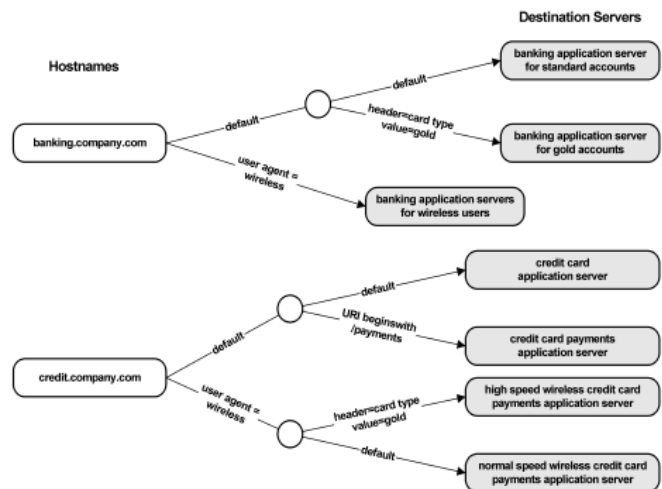 Destination Servers
Hostnames
banking application server
for standard accounts
default
default
header=card type
value=gold
banking.company.com
banking application server
for gold accounts
user agent =
wireless
banking application servers
for wireless users
credit card
application server
default
URI beginswith
/payments
default
credit card payments
application server
credit.company.com
user agent =
wireless
header=card type
value=gold
high speed wireless credit card
payments application server
default
normal speed wireless credit card
payments application server